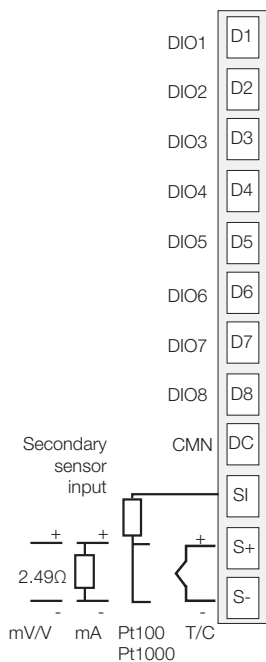 DIO1 D1
DIO2 D2
DIO3 D3
DIO4 D4
DIO5 D5
DIO6 D6
DIO7 D7
DIO8 D8
CMN DC
Secondary
sensor
input
SI
+ + + S+
2.49Ω
- - - S-
mV/V mA Pt100 T/C
Pt1000